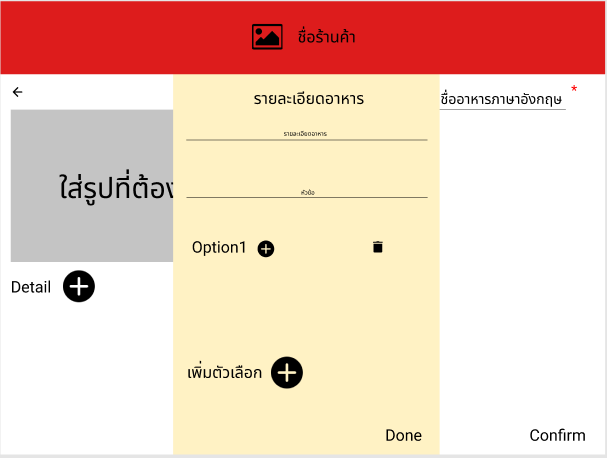 ชื่อร้านค้า
รายละเอียดอาหาร
ชื่ออาหารภาษาอังกฤษ *
รายละเอียดอาหาร
ใส่รูปที่ต้อง
หัวข้อ
Option1
Detail
เพิ่มตัวเลือก
Done
Confirm